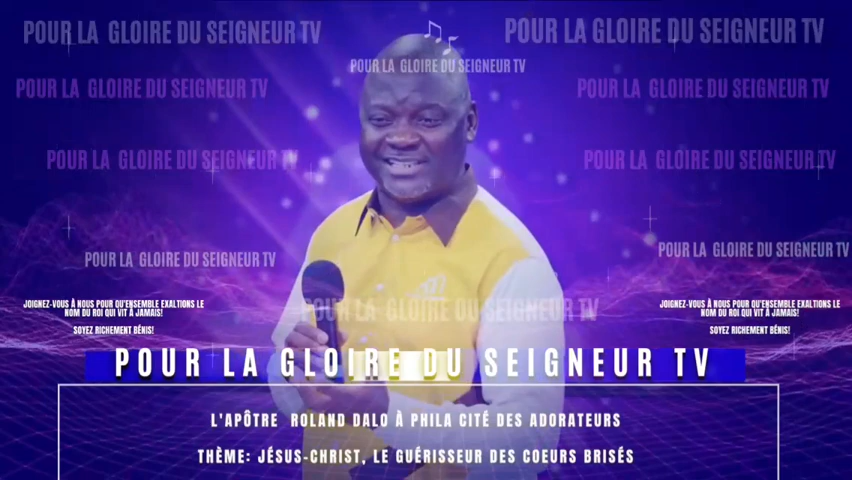 POUR LA GLOIRE DU SEIGNEUR TV
POUR LA GLOIRE DU SEIGNEUR TV
POUR LA GLOIRE DU SEIGNEUR TV
POUR LA GLOIRE DU SEIGNEUR TV
POUR LA GLOIRE DU SEIGNEUR TV
POUR LA GLOIRE DU SEIGNEUR TV
POUR LA GLOIRE DU SEIGNEUR TV
POUR LA GLOIRE DU SEIGNEUR TV
POUR LA GLOIRE DU SEIGNEUR TV
JOIGNEZ-VOUS À NOUS POUR QU'ENSEMBLE EXALTIONS LE
NOM DU ROI QUI VIT À JAMAIS!
SOYEZ RICHEMENT BÉNIS!
JOIGNEZ-VOUS À NOUS POUR QU'ENSEMBLE EXALTIONS LE
NOM DU ROI QUI VIT À JAMAIS!
SOYEZ RICHEMENT BÉNIS!
POUR LA GLOIRE DU SEIGNEUR TV
POUR LA GLOIRE DU SEIGNEUR TV
L'APÔTRE ROLAND DALO À PHILA CITÉ DES ADORATEURS
THÈME: JÉSUS-CHRIST, LE GUÉRISSEUR DES COEURS BRISÉS